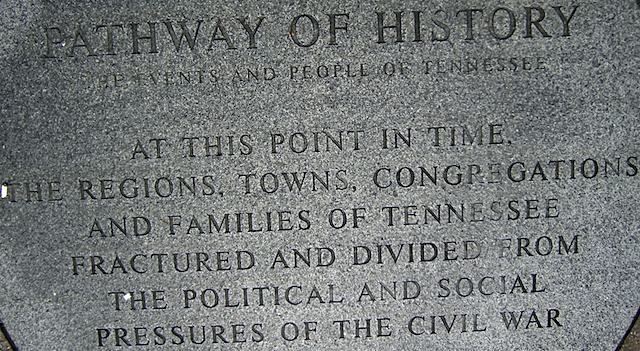 PATHWAY OF HISTORY
THE EVENTS AND PEOPLE OF TENNESSEE
AT THIS POINT IN TIME,
THE REGIONS, TOWNS, CONGREGATIONS
AND FAMILIES OF TENNESSEE
FRACTURED AND DIVIDED FROM
THE POLITICAL AND SOCIAL
PRESSURES OF THE CIVIL WAR